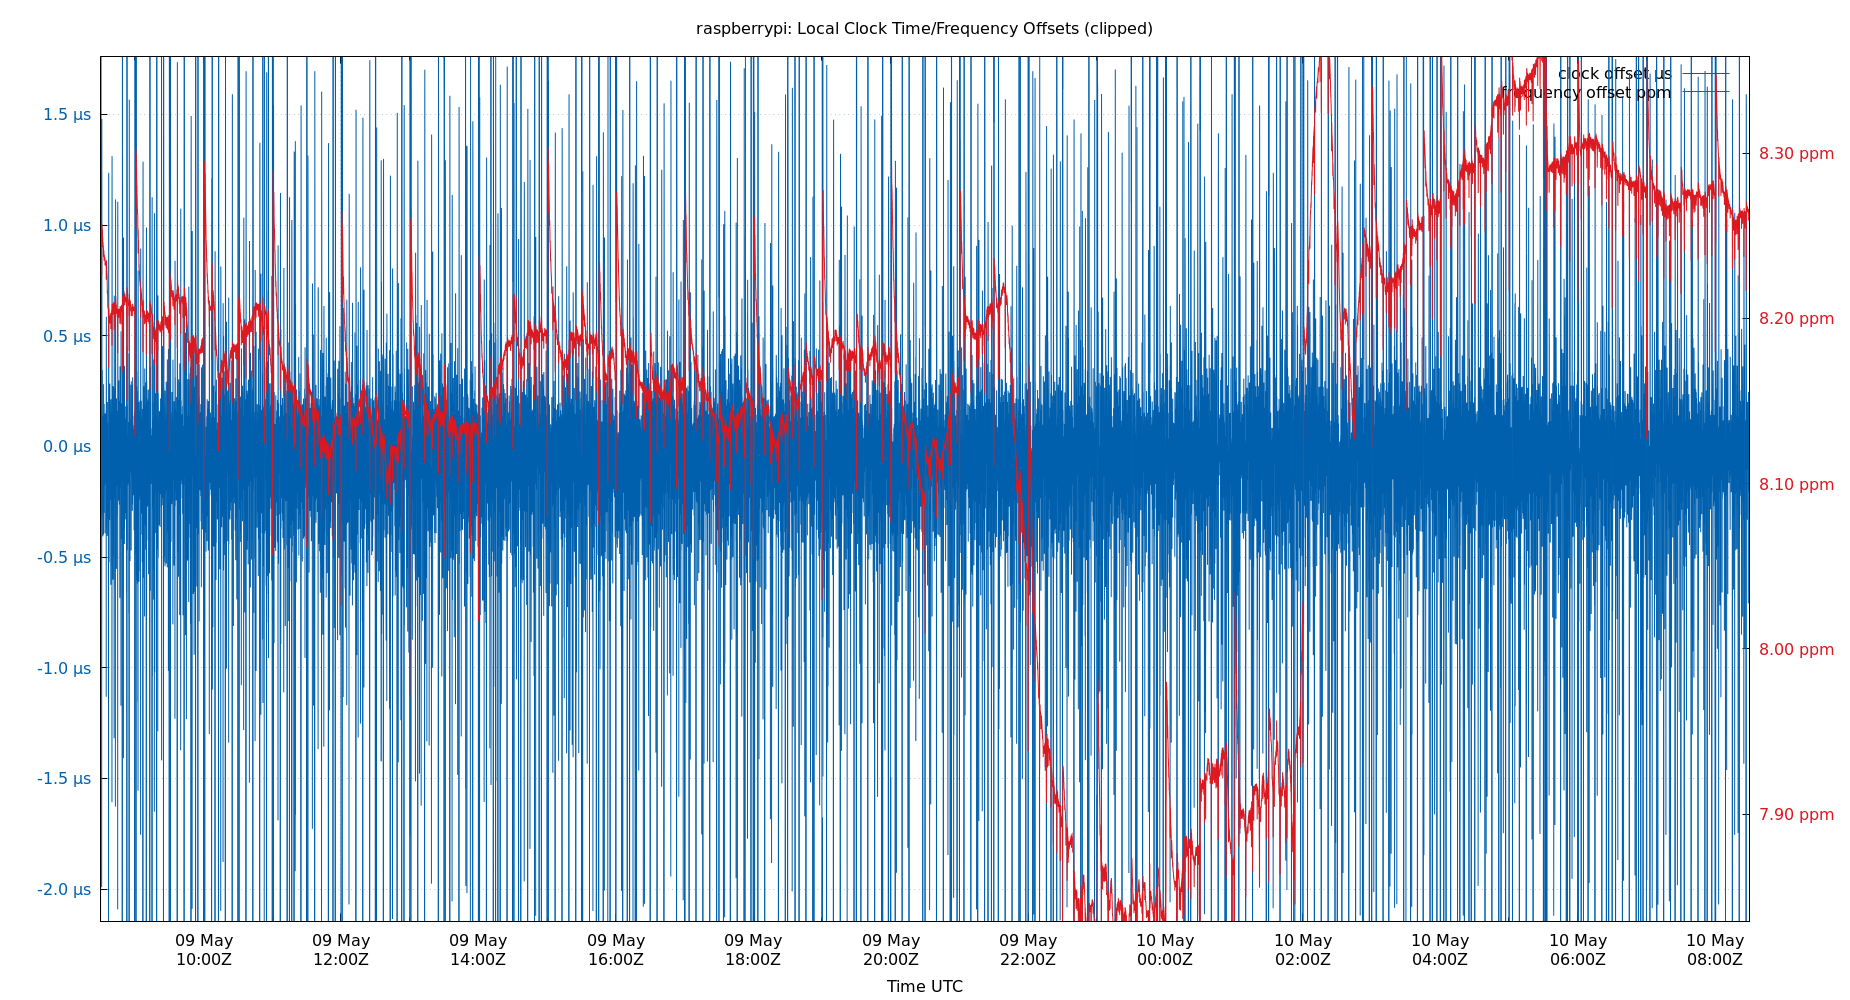 raspberrypi: Local Clock Time/Frequency Offsets (clipped)
clock offset µs
frequency offset ppm
1.5 µs
1.0 µs
0.5 µs
0.0 µs
-0.5 µs
-1.0 µs
-1.5 µs
-2.0 µs
8.30 ppm
8.20 ppm
8.10 ppm
8.00 ppm
7.90 ppm
09 May 09 May 09 May 09 May 09 May 09 May 09 May 10 May 10 May 10 May 10 May 10 May
10:00Z 12:00Z 14:00Z 16:00Z 18:00Z 20:00Z 22:00Z 00:00Z 02:00Z 04:00Z 06:00Z 08:00Z
Time UTC